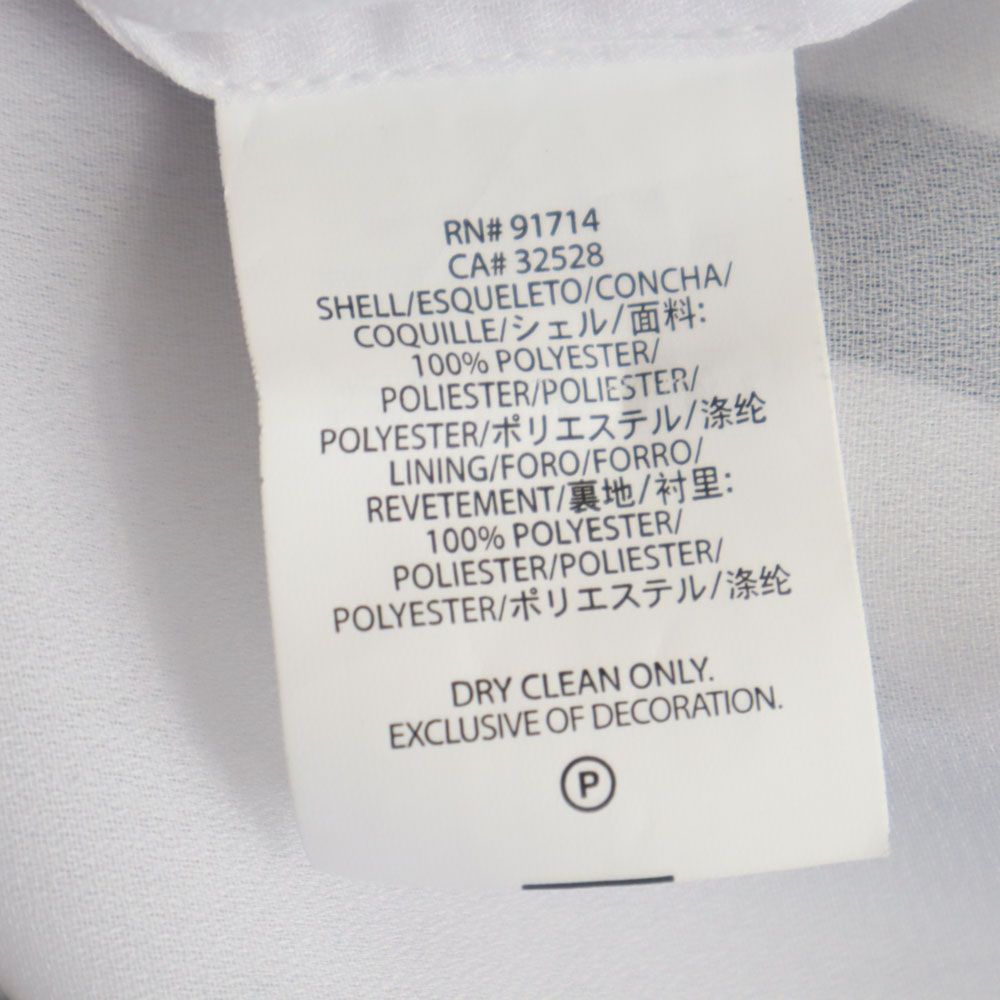 RN# 91714
CA# 32528
SHELL/ESQUELETO/CONCHA/
COQUILLE/シェル/面料:
100% POLYESTER/
POLIESTER/POLIESTER/
POLYESTER/ポリエステル/涤纶
LINING/FORO/FORRO/
REVETEMENT/裏地/衬里:
100% POLYESTER/
POLIESTER/POLIESTER/
POLYESTER/ポリエステル/涤纶
DRY CLEAN ONLY.
EXCLUSIVE OF DECORATION.
P